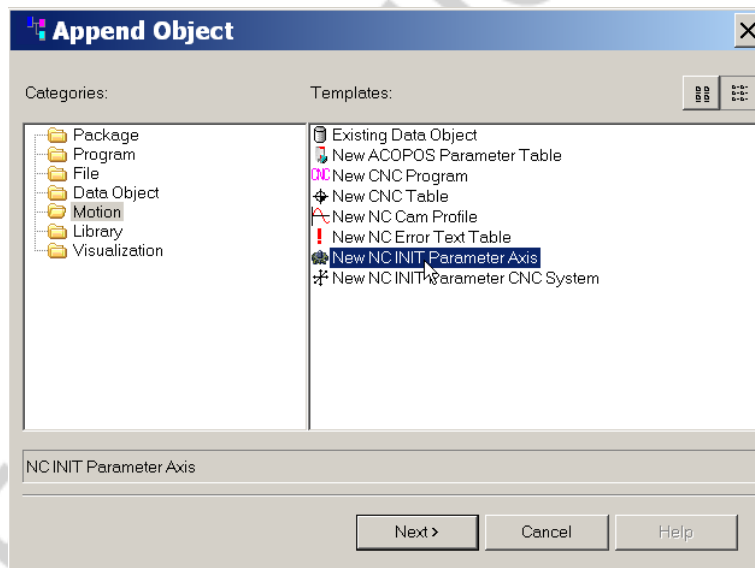 Append Object
Categories:
Templates:
Package
Program
File
Data Object
Motion
Library
Visualization
Existing Data Object
New ACOPOS Parameter Table
CNC New CNC Program
New CNC Table
New NC Cam Profile
New NC Error Text Table
New NC INIT Parameter Axis
New NC INIT Parameter CNC System
NC INIT Parameter Axis
Next >
Cancel
Help